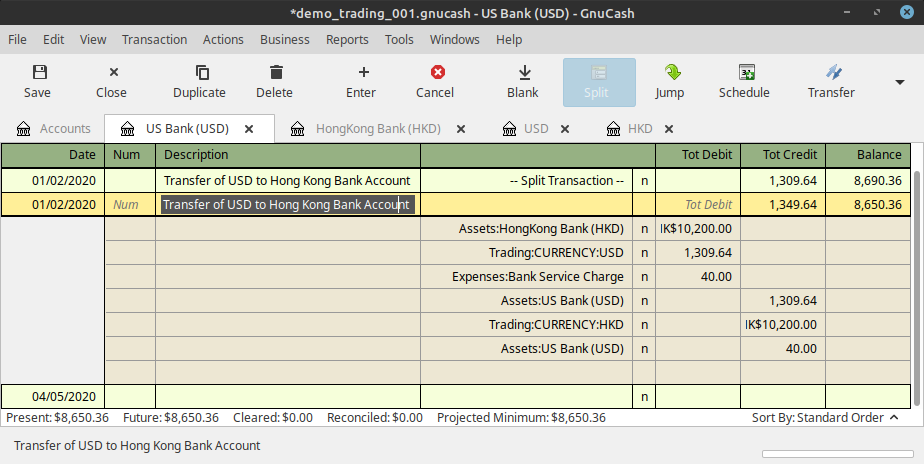 *demo_trading_001.gnucash - US Bank (USD) - GnuCash
File Edit View Transaction Actions Business Reports Tools Windows Help
Save Close Duplicate Delete Enter Cancel Blank Split Jump Schedule Transfer
Accounts US Bank (USD) HongKong Bank (HKD) USD HKD
Date Num Description Tot Debit Tot Credit Balance
01/02/2020 Transfer of USD to Hong Kong Bank Account -- Split Transaction -- n 1,309.64 8,690.36
01/02/2020 Num Transfer of USD to Hong Kong Bank Account Tot Debit 1,349.64 8,650.36
Assets:HongKong Bank (HKD) n HK$10,200.00
Trading:CURRENCY:USD n 1,309.64
Expenses:Bank Service Charge n 40.00
Assets:US Bank (USD) n 1,309.64
Trading:CURRENCY:HKD n HK$10,200.00
Assets:US Bank (USD) n 40.00
04/05/2020 n
Present: $8,650.36 Future: $8,650.36 Cleared: $0.00 Reconciled: $0.00 Projected Minimum: $8,650.36 Sort By: Standard Order
Transfer of USD to Hong Kong Bank Account